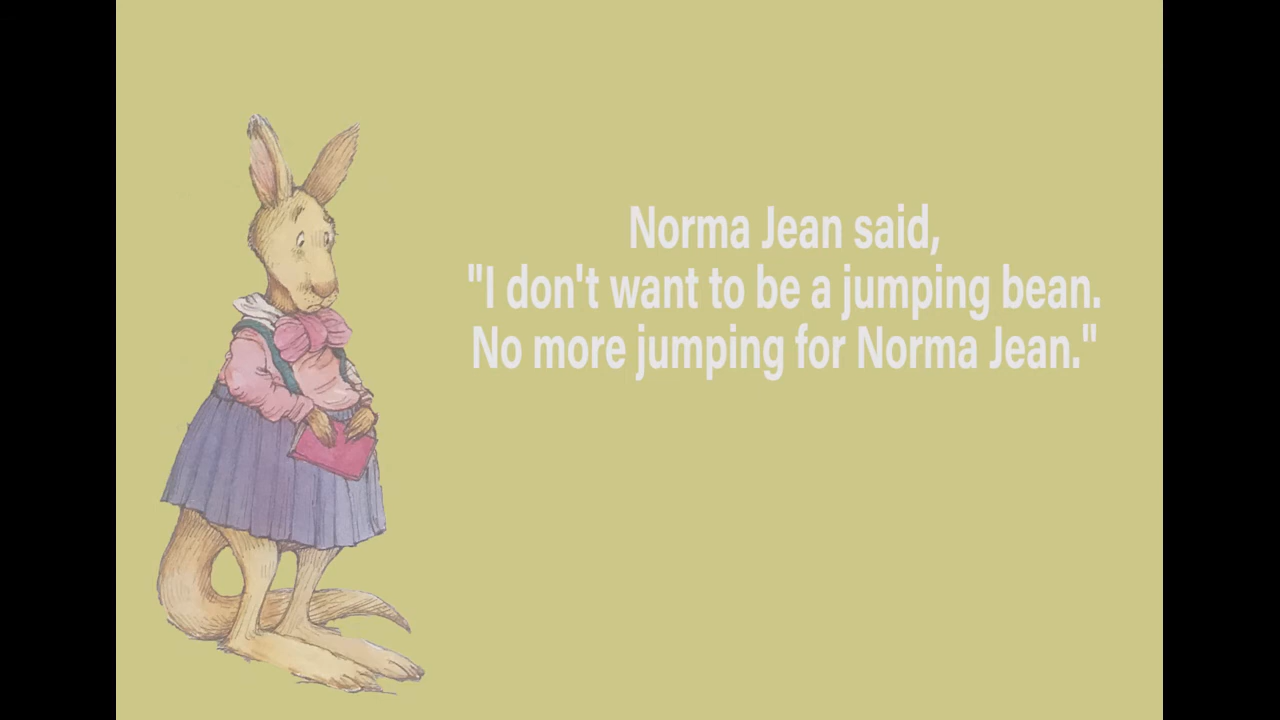 Norma Jean said,
"I don't want to be a jumping bean.
No more jumping for Norma Jean."